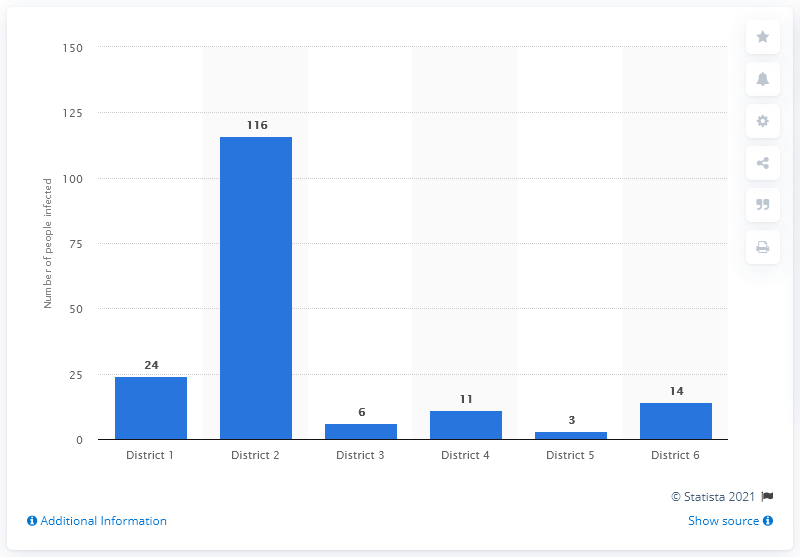 150
125
100
75
50
25
0
Number of people infected
24
116
6
11
3
14
District 1
District 2
District 3
District 4
District 5
District 6
© Statista 2021
Additional Information
Show source